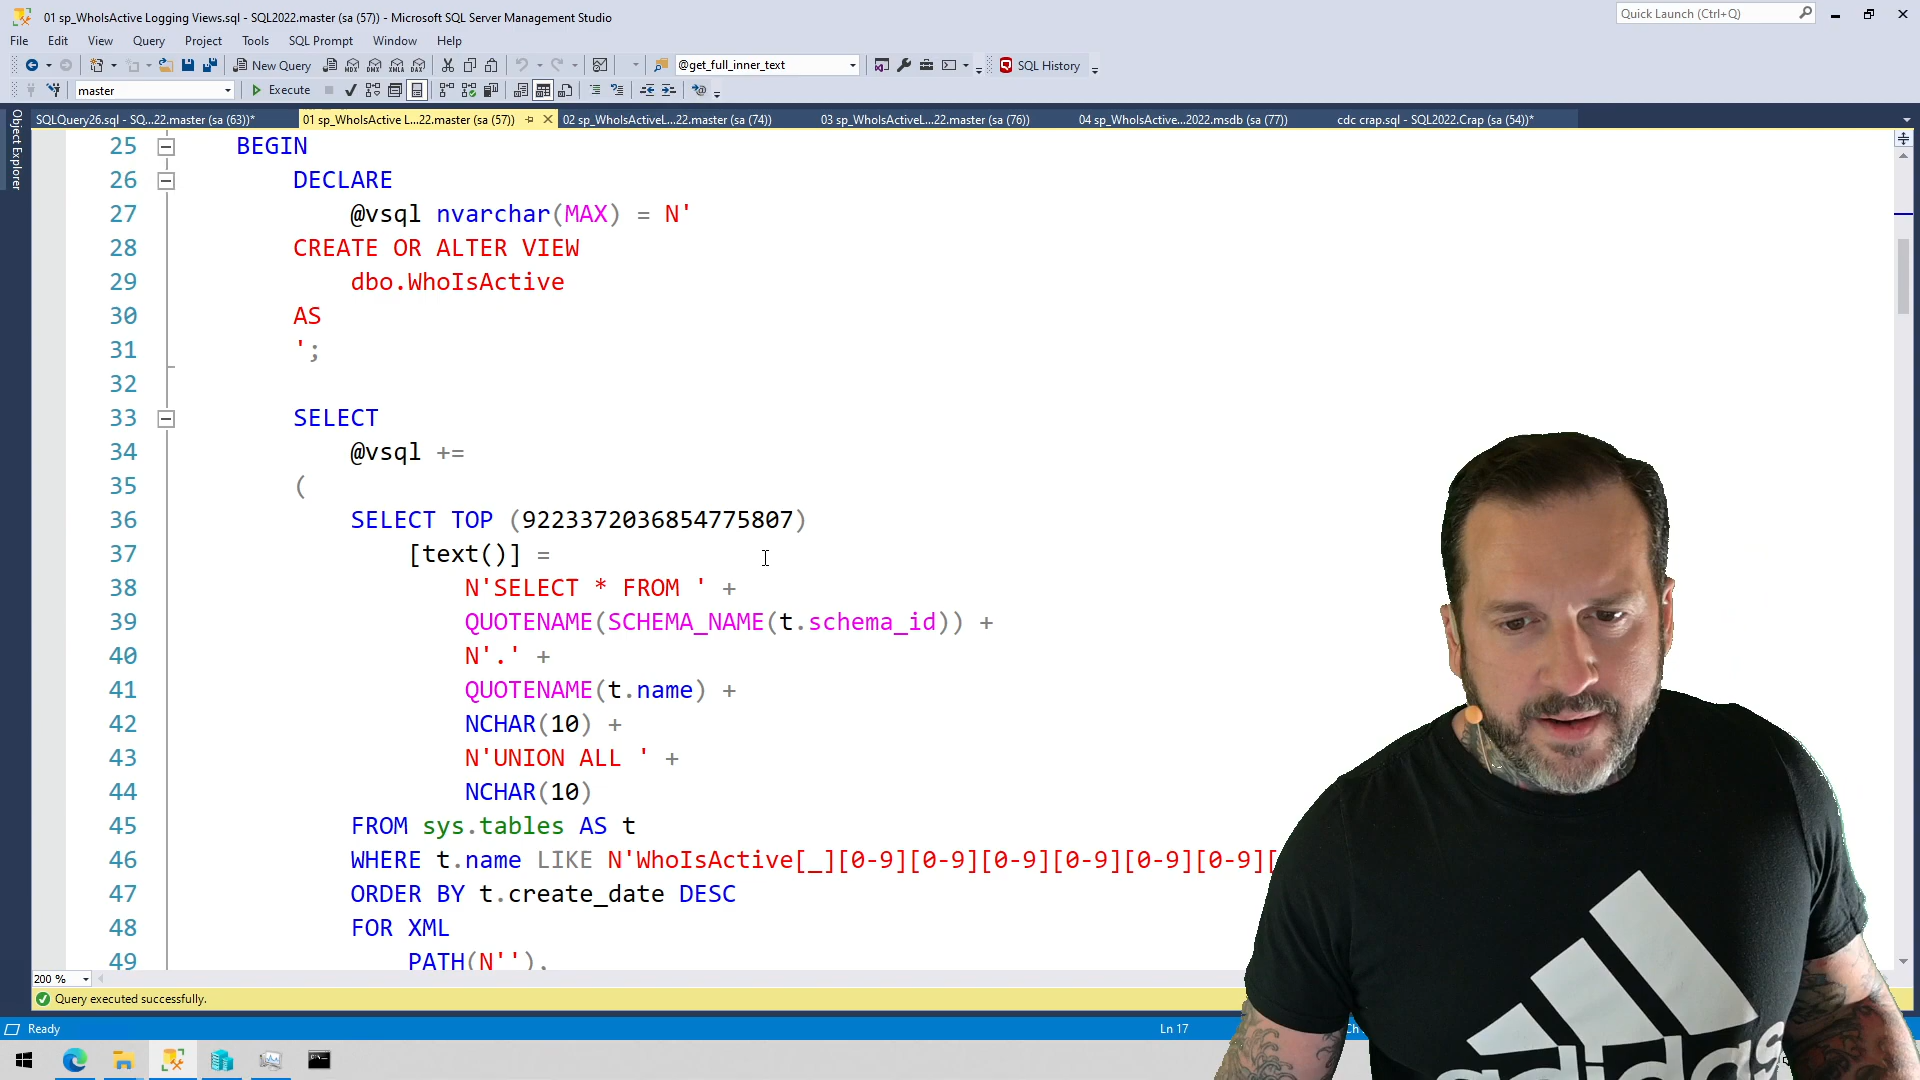 01 sp_WhoIsActive Logging Views.sql - SQL2022.master (sa (57)) - Microsoft SQL Server Management Studio
Quick Launch (Ctrl+Q)
File Edit View Query Project Tools SQL Prompt Window Help
New Query
MDX DMX XMLA DAX
@get_full_inner_text
SQL History
master
Execute
Object Explorer
SQLQuery26.sql - SQ...22.master (sa (63))*
01 sp_WhoIsActive L...22.master (sa (57))
02 sp_WhoIsActiveL...22.master (sa (74))
03 sp_WhoIsActiveL...22.master (sa (76))
04 sp_WhoIsActive...2022.msdb (sa (77))
cdc crap.sql - SQL2022.Crap (sa (54))*
25 BEGIN
26 DECLARE
27 @vsql nvarchar(MAX) = N'
28 CREATE OR ALTER VIEW
29 dbo.WhoIsActive
30 AS
31 ';
32
33 SELECT
34 @vsql +=
35 (
36 SELECT TOP (9223372036854775807)
37 [text()] =
38 N'SELECT * FROM ' +
39 QUOTENAME(SCHEMA_NAME(t.schema_id)) +
40 N'.' +
41 QUOTENAME(t.name) +
42 NCHAR(10) +
43 N'UNION ALL ' +
44 NCHAR(10)
45 FROM sys.tables AS t
46 WHERE t.name LIKE N'WhoIsActive[_][0-9][0-9][0-9][0-9][0-9][0-9][
47 ORDER BY t.create_date DESC
48 FOR XML
49 PATH(N''),
200 %
Query executed successfully.
Ready
Ln 17
Ch
adidas